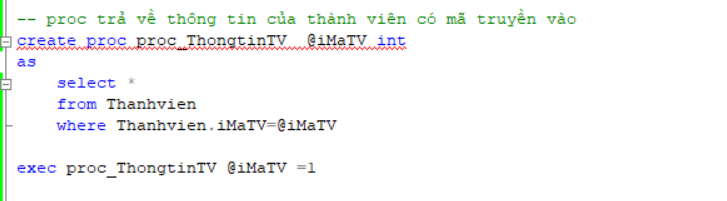 -- proc trả về thông tin của thành viên có mã truyền vào
create proc proc_ThongtinTV  @iMaTV int
as
    select *
    from Thanhvien
    where Thanhvien.iMaTV=@iMaTV
exec proc_ThongtinTV @iMaTV =1